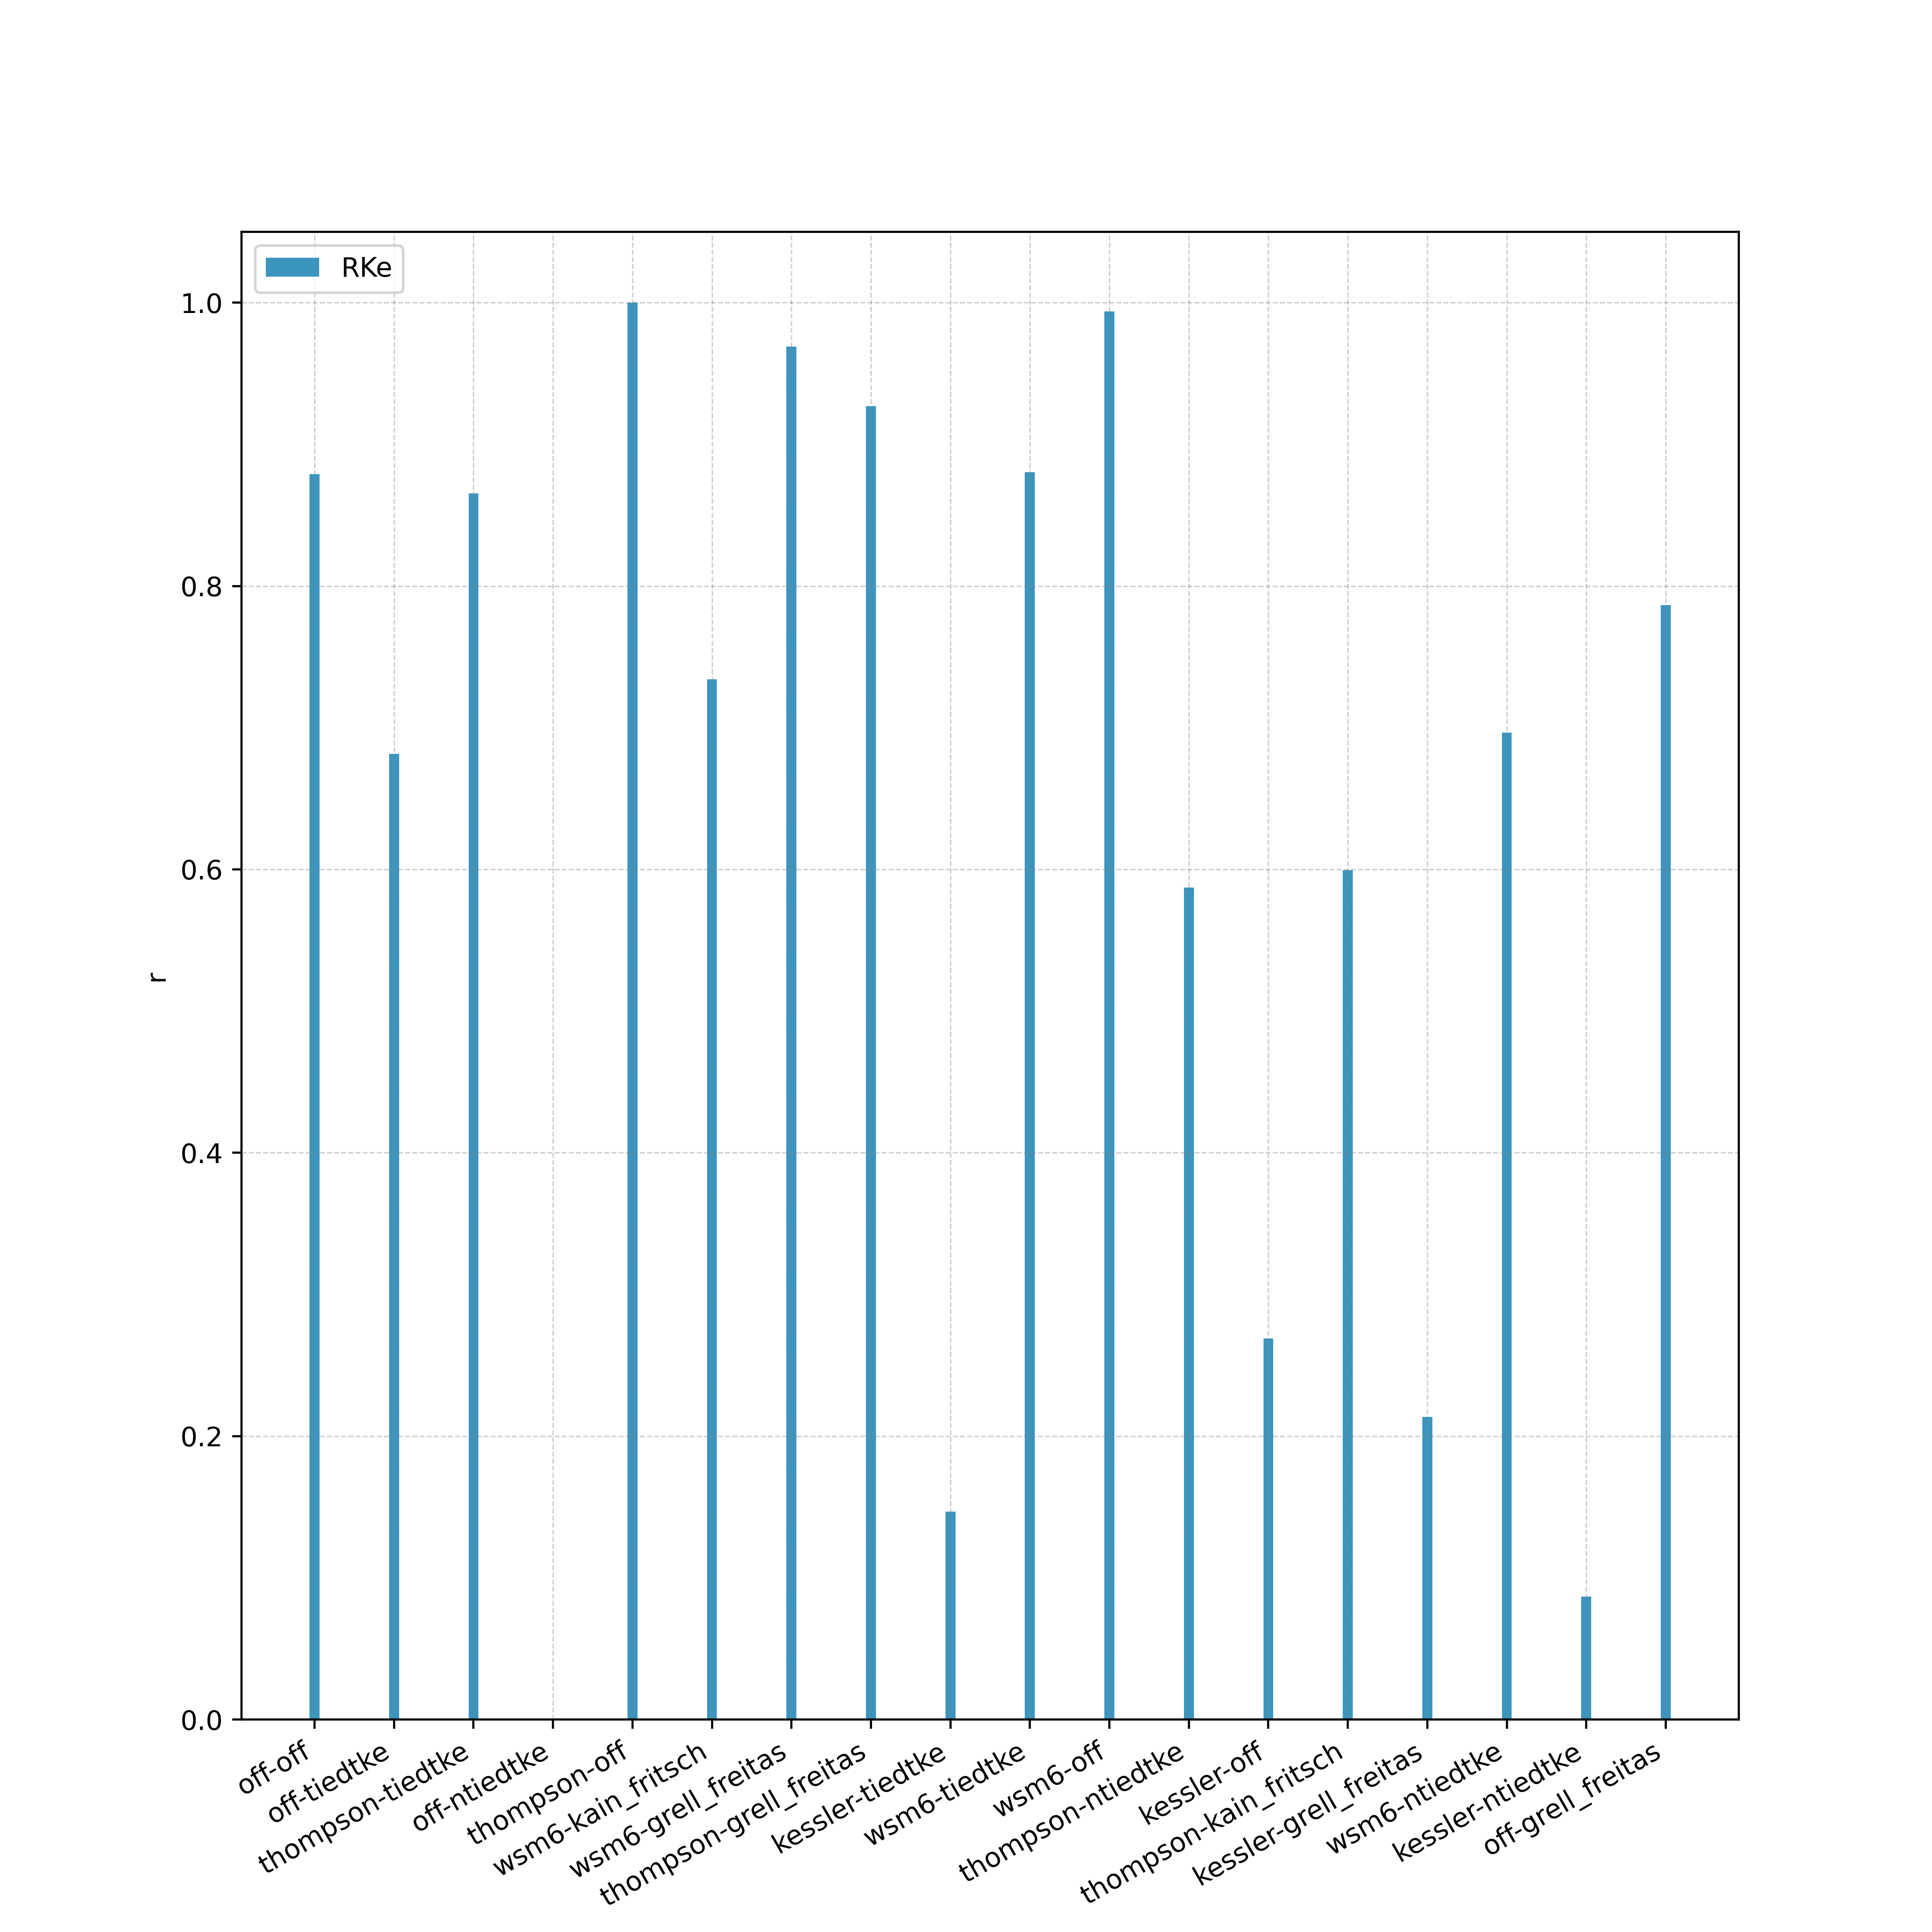 RKe
1.0
0.8
0.6
0.4
0.2
0.0
r
off-off
off-tiedtke
thompson-tiedtke
off-ntiedtke
thompson-off
wsm6-kain_fritsch
wsm6-grell_freitas
thompson-grell_freitas
kessler-tiedtke
wsm6-tiedtke
wsm6-off
thompson-ntiedtke
kessler-off
thompson-kain_fritsch
kessler-grell_freitas
wsm6-ntiedtke
kessler-ntiedtke
off-grell_freitas